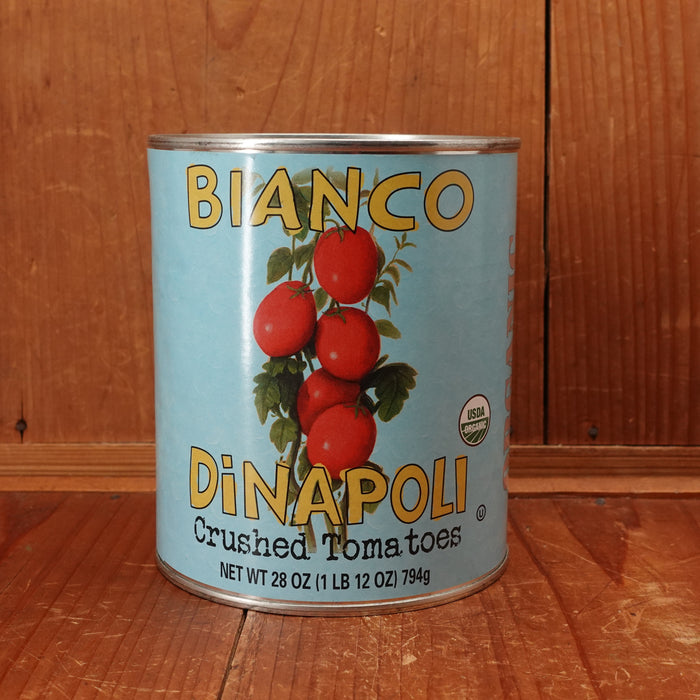 BIANCO
DiNAPOLI
Crushed Tomatoes
NET WT 28 OZ (1 LB 12 OZ) 794g
USDA
ORGANIC
U